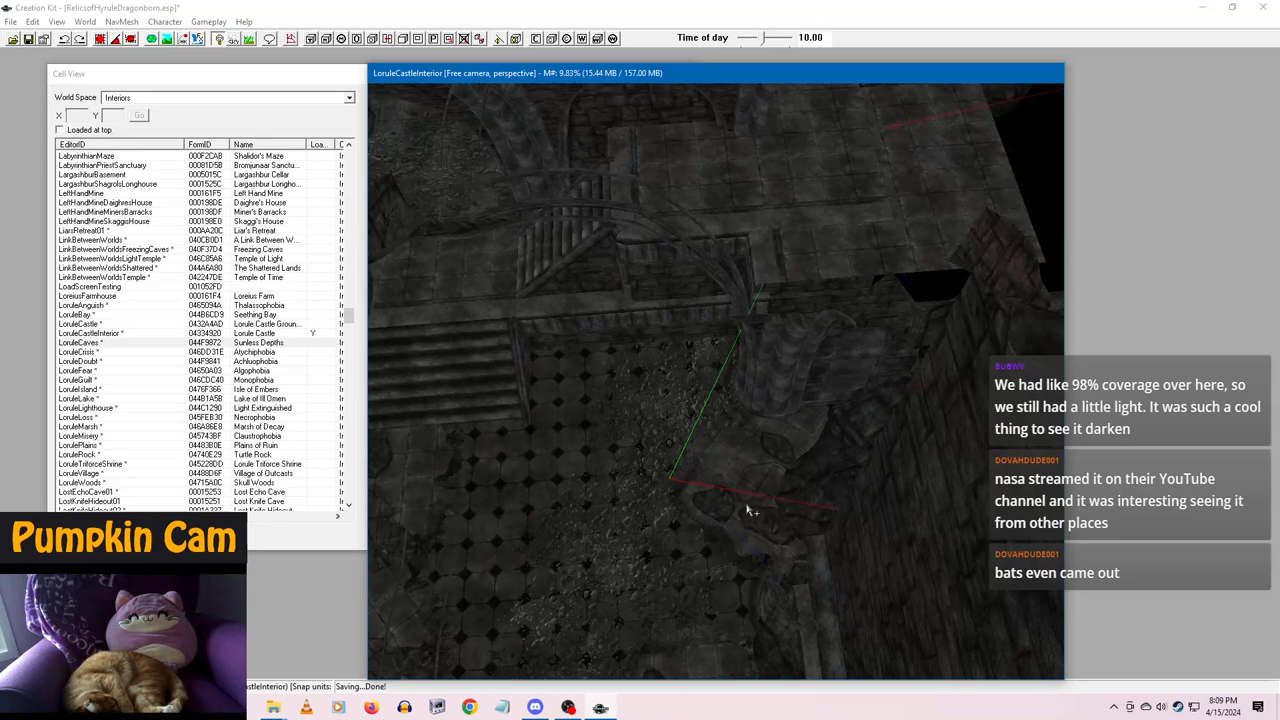 Creation Kit - [RelicsofHyruleDragonborn.esp]*
File Edit View World NavMesh Character Gameplay Help
Time of day 10.00
Cell View
World Space Interiors
X Y Go
Loaded at top
EditorID FormID Name Loa...
LabyrinthianMaze 000F2CAB Shalidor's Maze
LabyrinthianPriestSanctuary 00081D5B Bromjunaar Sanctu...
LargashburBasement 0005015C Largashbur Cellar
LargashburShagrolsLonghouse 0001525C Largashbur Longho...
LeftHandMine 000161F5 Left Hand Mine
LeftHandMineDaighresHouse 000198DE Daighre's House
LeftHandMineMinersBarracks 000198DF Miner's Barracks
LeftHandMineSkaggisHouse 000198E0 Skaggi's House
LiarsRetreat01 000AA20C Liar's Retreat
LinkBetweenWorlds * 040CB0D1 A Link Between W...
LinkBetweenWorldsFreezingCaves * 040F37D4 Freezing Caves
LinkBetweenWorldsLightTemple * 046C85A6 Temple of Light
LinkBetweenWorldsShattered * 044A6A80 The Shattered Lands
LinkBetweenWorldsTemple * 042247DE Temple of Time
LoadScreenTesting 001052FD
LoreiusFarmhouse 000161F4 Loreius Farm
LoruleAnguish * 0465094A Thalassophobia
LoruleBay * 044B6CD9 Seething Bay
LoruleCastle * 0432A4AD Lorule Castle Groun...
LoruleCastleInterior * 04334920 Lorule Castle Y
LoruleCaves * 044F9872 Sunless Depths
LoruleCrisis * 046DD31E Atychiphobia
LoruleDoubt * 044F9841 Achluophobia
LoruleFear * 04650A03 Algophobia
LoruleGuilt * 046CDC40 Monophobia
LoruleIsland * 0476F366 Isle of Embers
LoruleLake * 04481A5B Lake of Ill Omen
LoruleLighthouse * 044C1290 Light Extinguished
LoruleLoss * 045FEB30 Necrophobia
LoruleMarsh * 046A86E8 Marsh of Decay
LoruleMisery * 045743BF Claustrophobia
LorulePlains * 04483B0E Plains of Ruin
LoruleRock * 04740E29 Turtle Rock
LoruleTriforceShrine * 045228DD Lorule Triforce Shrine
LoruleVillage * 04488D6F Village of Outcasts
LoruleWoods * 04715A0C Skull Woods
LostEchoCave01 * 00015253 Lost Echo Cave
LostKnifeHideout01 00015251 Lost Knife Cave
LoruleCastleInterior [Free camera, perspective] - M#: 9.83% (15.44 MB / 157.00 MB)
BUBWV
We had like 98% coverage over here, so
we still had a little light. It was such a cool
thing to see it darken
DOVAHDUDE001
nasa streamed it on their YouTube
channel and it was interesting seeing it
from other places
DOVAHDUDE001
bats even came out
Pumpkin Cam
astleInterior) [Snap units: Saving...Done!
8:09 PM
4/15/2024